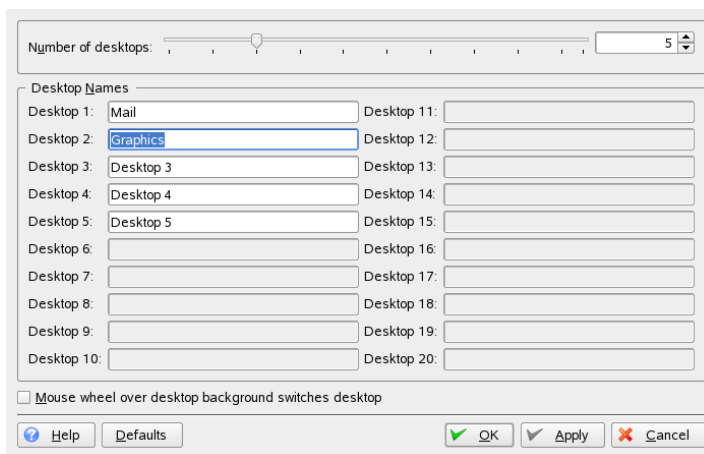 Number of desktops: 5
Desktop Names
Desktop 1: Mail
Desktop 2: Graphics
Desktop 3: Desktop 3
Desktop 4: Desktop 4
Desktop 5: Desktop 5
Desktop 6:
Desktop 7:
Desktop 8:
Desktop 9:
Desktop 10:
Desktop 11:
Desktop 12:
Desktop 13:
Desktop 14:
Desktop 15:
Desktop 16:
Desktop 17:
Desktop 18:
Desktop 19:
Desktop 20:
Mouse wheel over desktop background switches desktop
Help Defaults OK Apply Cancel